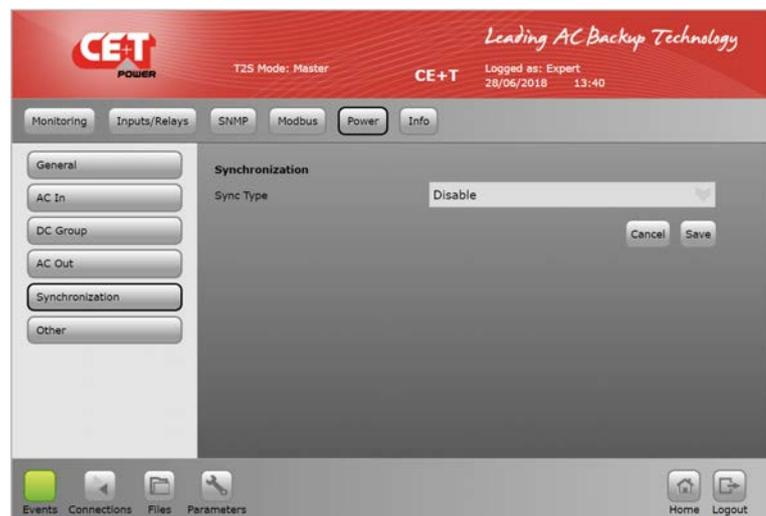 CE+T
POWER
Leading AC Backup Technology
T2S Mode: Master
CE+T
Logged as: Expert
28/06/2018 13:40
Monitoring
Inputs/Relays
SNMP
Modbus
Power
Info
General
AC In
DC Group
AC Out
Synchronization
Other
Synchronization
Sync Type
Disable
Cancel
Save
Events
Connections
Files
Parameters
Home
Logout